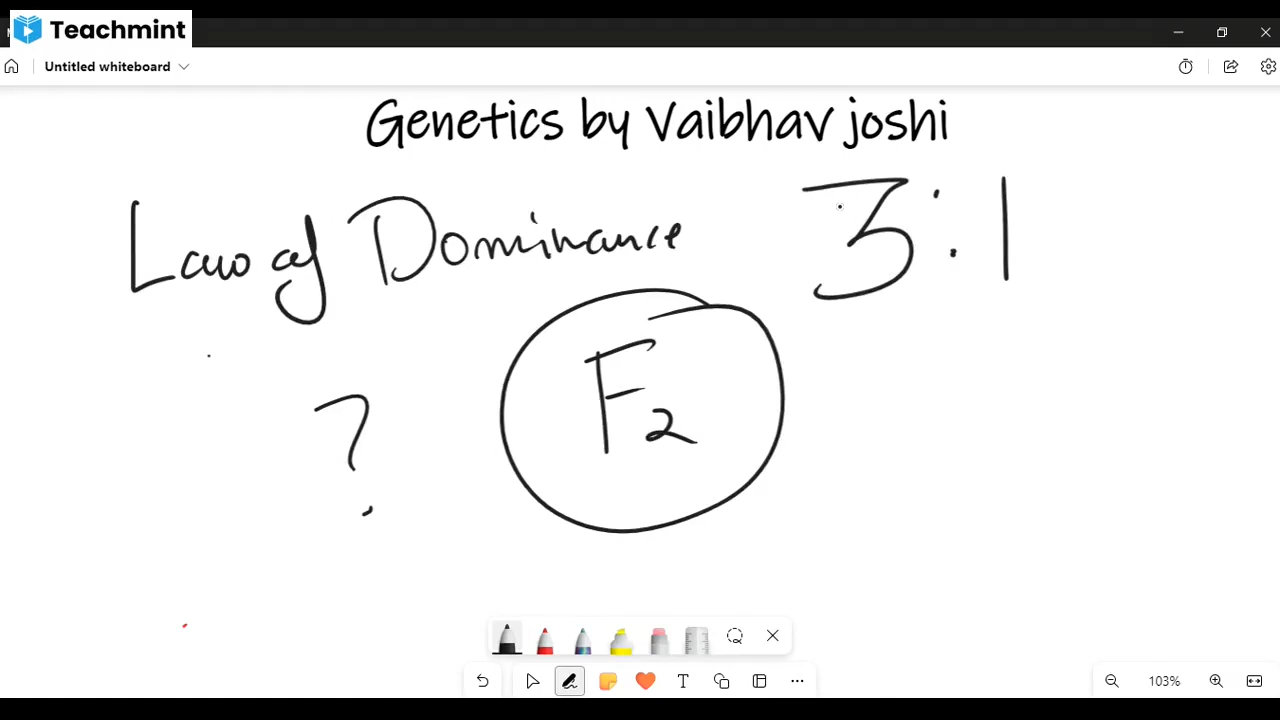 Teachmint
Untitled whiteboard
Genetics by Vaibhav joshi
Law of Dominance 3:1
F2
?
103%